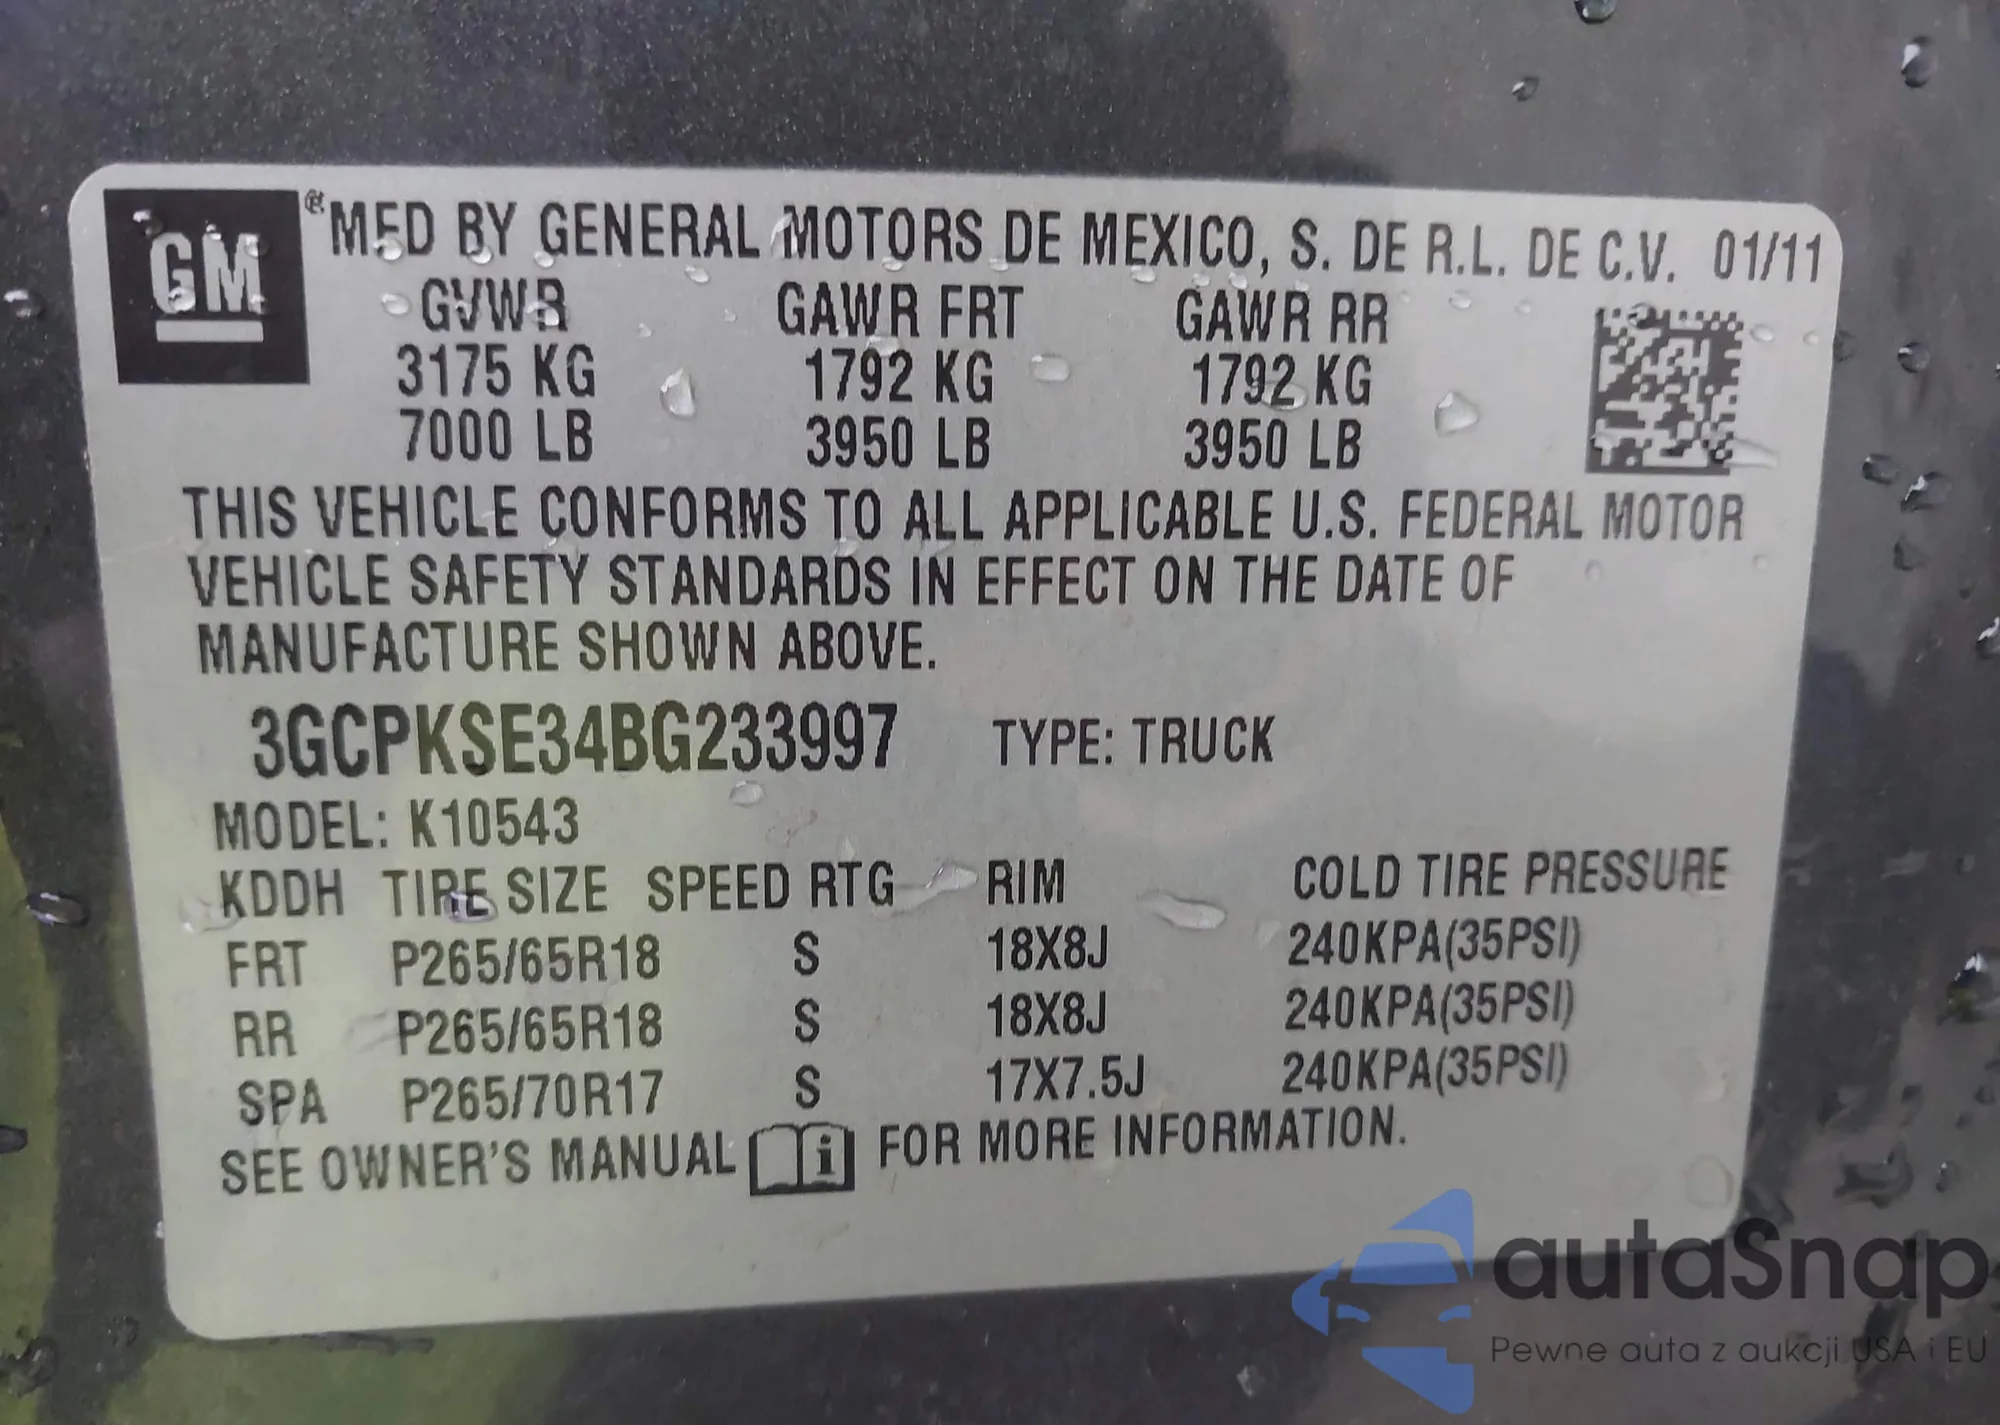 GM
® MFD BY GENERAL MOTORS DE MEXICO, S. DE R.L. DE C.V. 01/11
GVWR GAWR FRT GAWR RR
3175 KG 1792 KG 1792 KG
7000 LB 3950 LB 3950 LB
THIS VEHICLE CONFORMS TO ALL APPLICABLE U.S. FEDERAL MOTOR
VEHICLE SAFETY STANDARDS IN EFFECT ON THE DATE OF
MANUFACTURE SHOWN ABOVE.
3GCPKSE34BG233997 TYPE: TRUCK
MODEL: K10543
KDDH TIRE SIZE SPEED RTG RIM COLD TIRE PRESSURE
FRT P265/65R18 S 18X8J 240KPA(35PSI)
RR P265/65R18 S 18X8J 240KPA(35PSI)
SPA P265/70R17 S 17X7.5J 240KPA(35PSI)
SEE OWNER'S MANUAL i FOR MORE INFORMATION.
autaSnap
Pewne auta z aukcji USA i EU